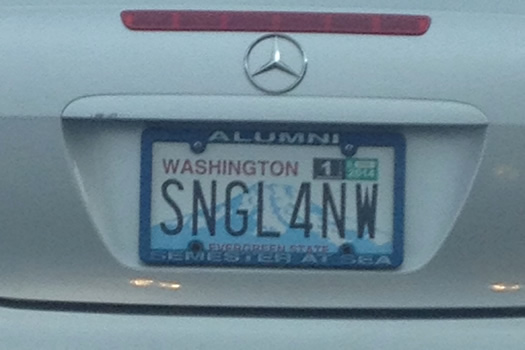 ALUMNI
WASHINGTON 1 2014
SNGL4NW
EVERGREEN STATE
SEMESTER AT SEA